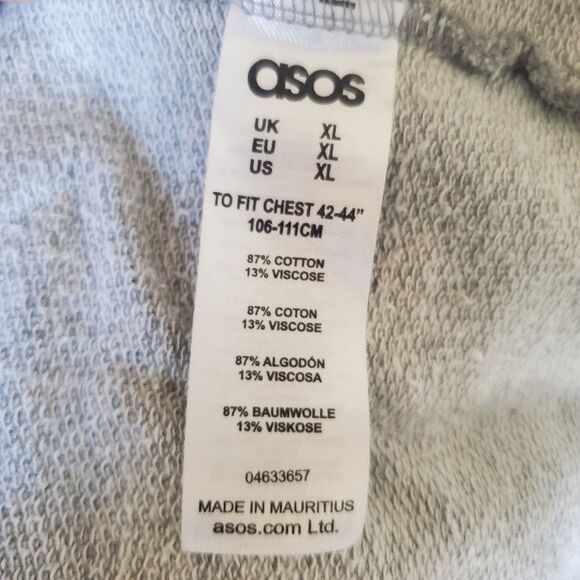 asos
UK XL
EU XL
US XL
TO FIT CHEST 42-44”
106-111CM
87% COTTON
13% VISCOSE
87% COTON
13% VISCOSE
87% ALGODÓN
13% VISCOSA
87% BAUMWOLLE
13% VISKOSE
04633657
MADE IN MAURITIUS
asos.com Ltd.